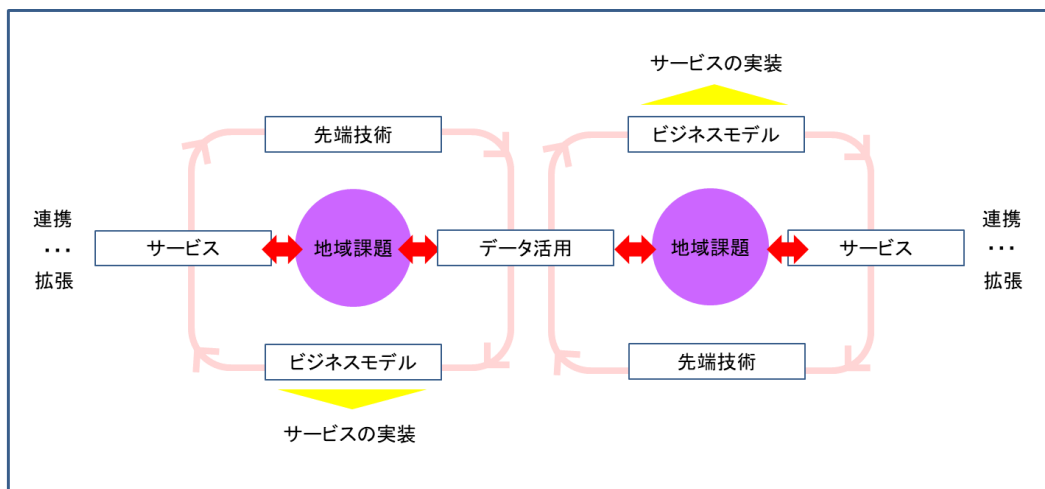 サービスの実装
先端技術
ビジネスモデル
連携
・・・
拡張
サービス
地域課題
データ活用
地域課題
サービス
連携
・・・
拡張
ビジネスモデル
先端技術
サービスの実装